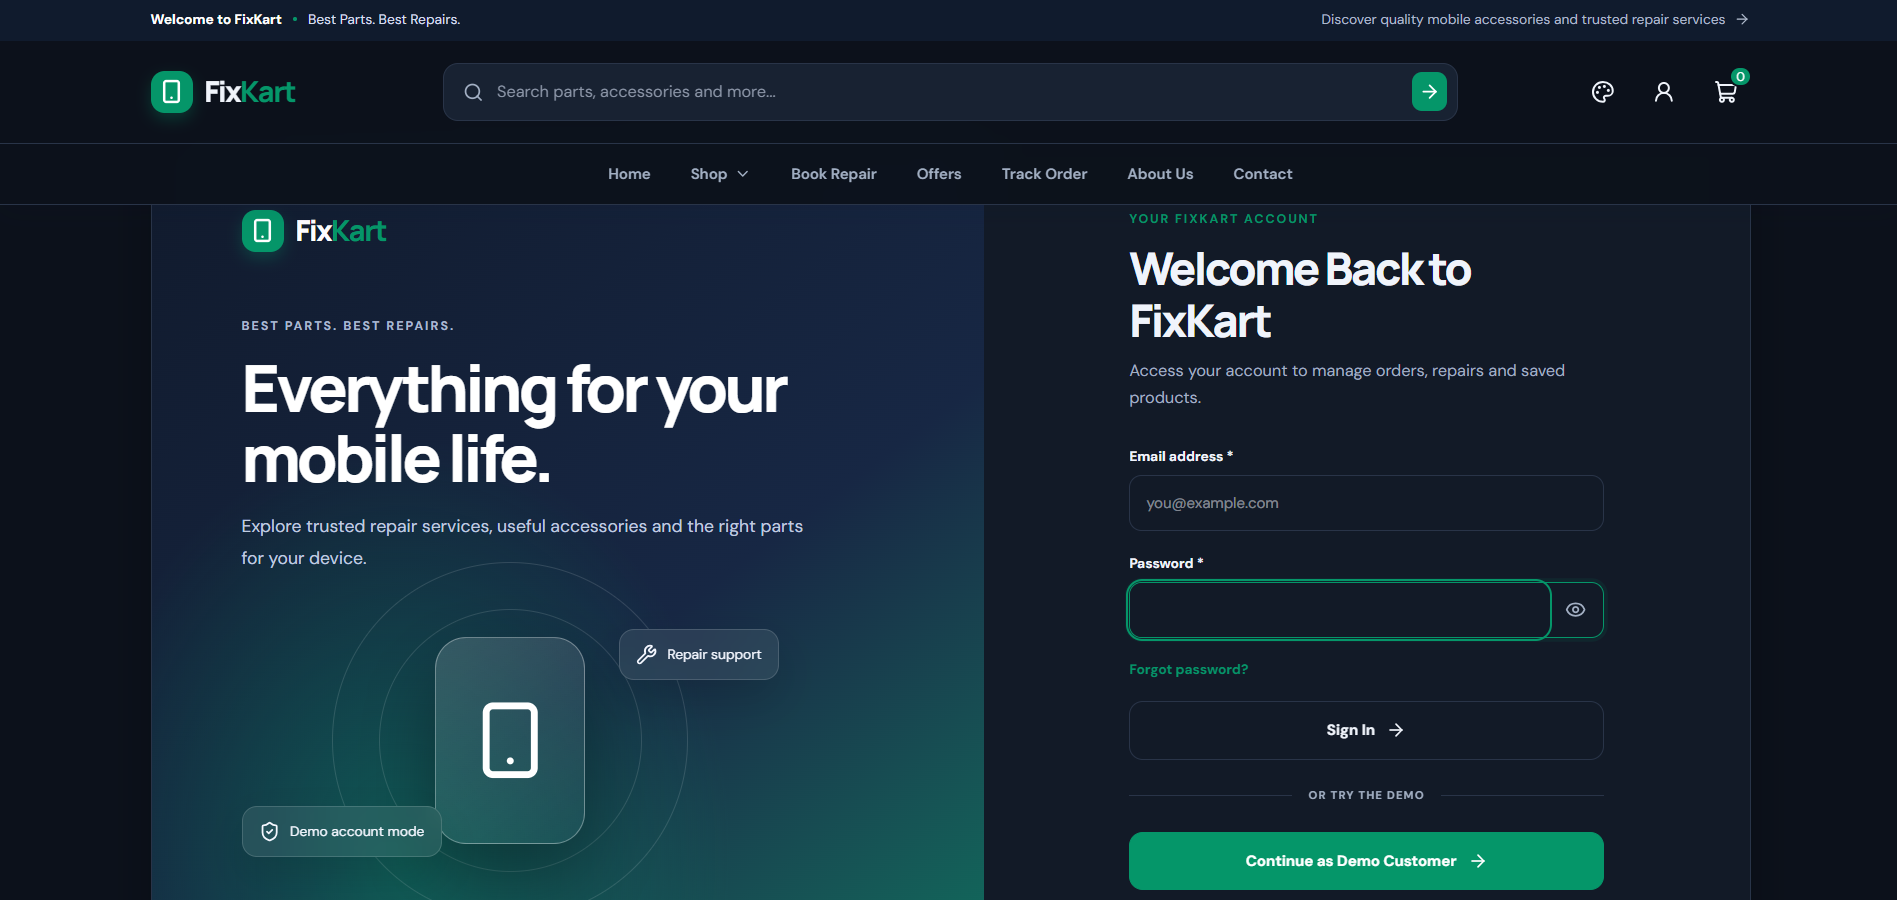 Welcome to FixKart • Best Parts. Best Repairs.
Discover quality mobile accessories and trusted repair services →
FixKart
Search parts, accessories and more...
0
Home
Shop
Book Repair
Offers
Track Order
About Us
Contact
FixKart
BEST PARTS. BEST REPAIRS.
Everything for your
mobile life.
Explore trusted repair services, useful accessories and the right parts
for your device.
Repair support
Demo account mode
YOUR FIXKART ACCOUNT
Welcome Back to
FixKart
Access your account to manage orders, repairs and saved
products.
Email address *
you@example.com
Password *
Forgot password?
Sign In →
OR TRY THE DEMO
Continue as Demo Customer →